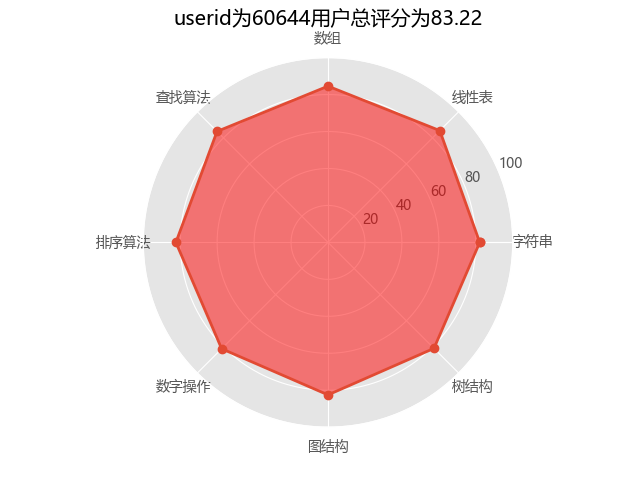 userid为60644用户总评分为83.22
数组
查找算法
线性表
100
80
60
40
20
排序算法
字符串
数字操作
树结构
图结构